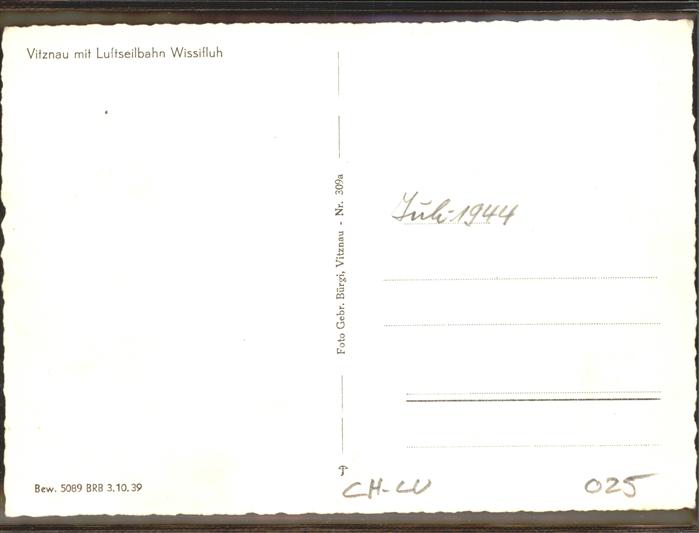 Vitznau mit Luftseilbahn Wissifluh
Foto Gebr. Bürgi, Vitznau - Nr. 309a
Juli 1944
Bew. 5089 BRB 3.10.39
CH-LU
025